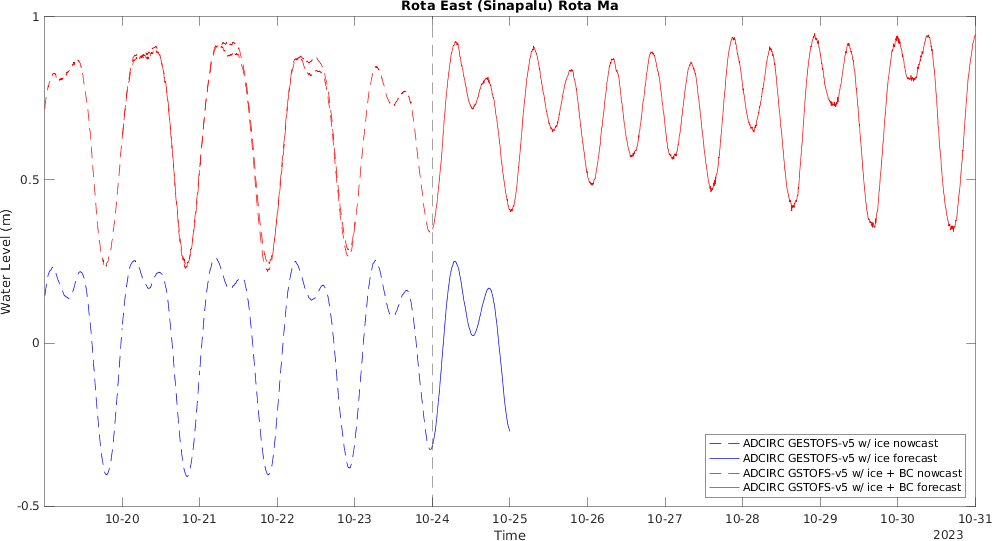 Rota East (Sinapalu) Rota Ma
Water Level (m)
1
0.5
0
-0.5
10-20
10-21
10-22
10-23
10-24
10-25
10-26
10-27
10-28
10-29
10-30
10-31
Time
2023
ADCIRC GESTOFS-v5 w/ ice nowcast
ADCIRC GESTOFS-v5 w/ ice forecast
ADCIRC GSTOFS-v5 w/ ice + BC nowcast
ADCIRC GSTOFS-v5 w/ ice + BC forecast